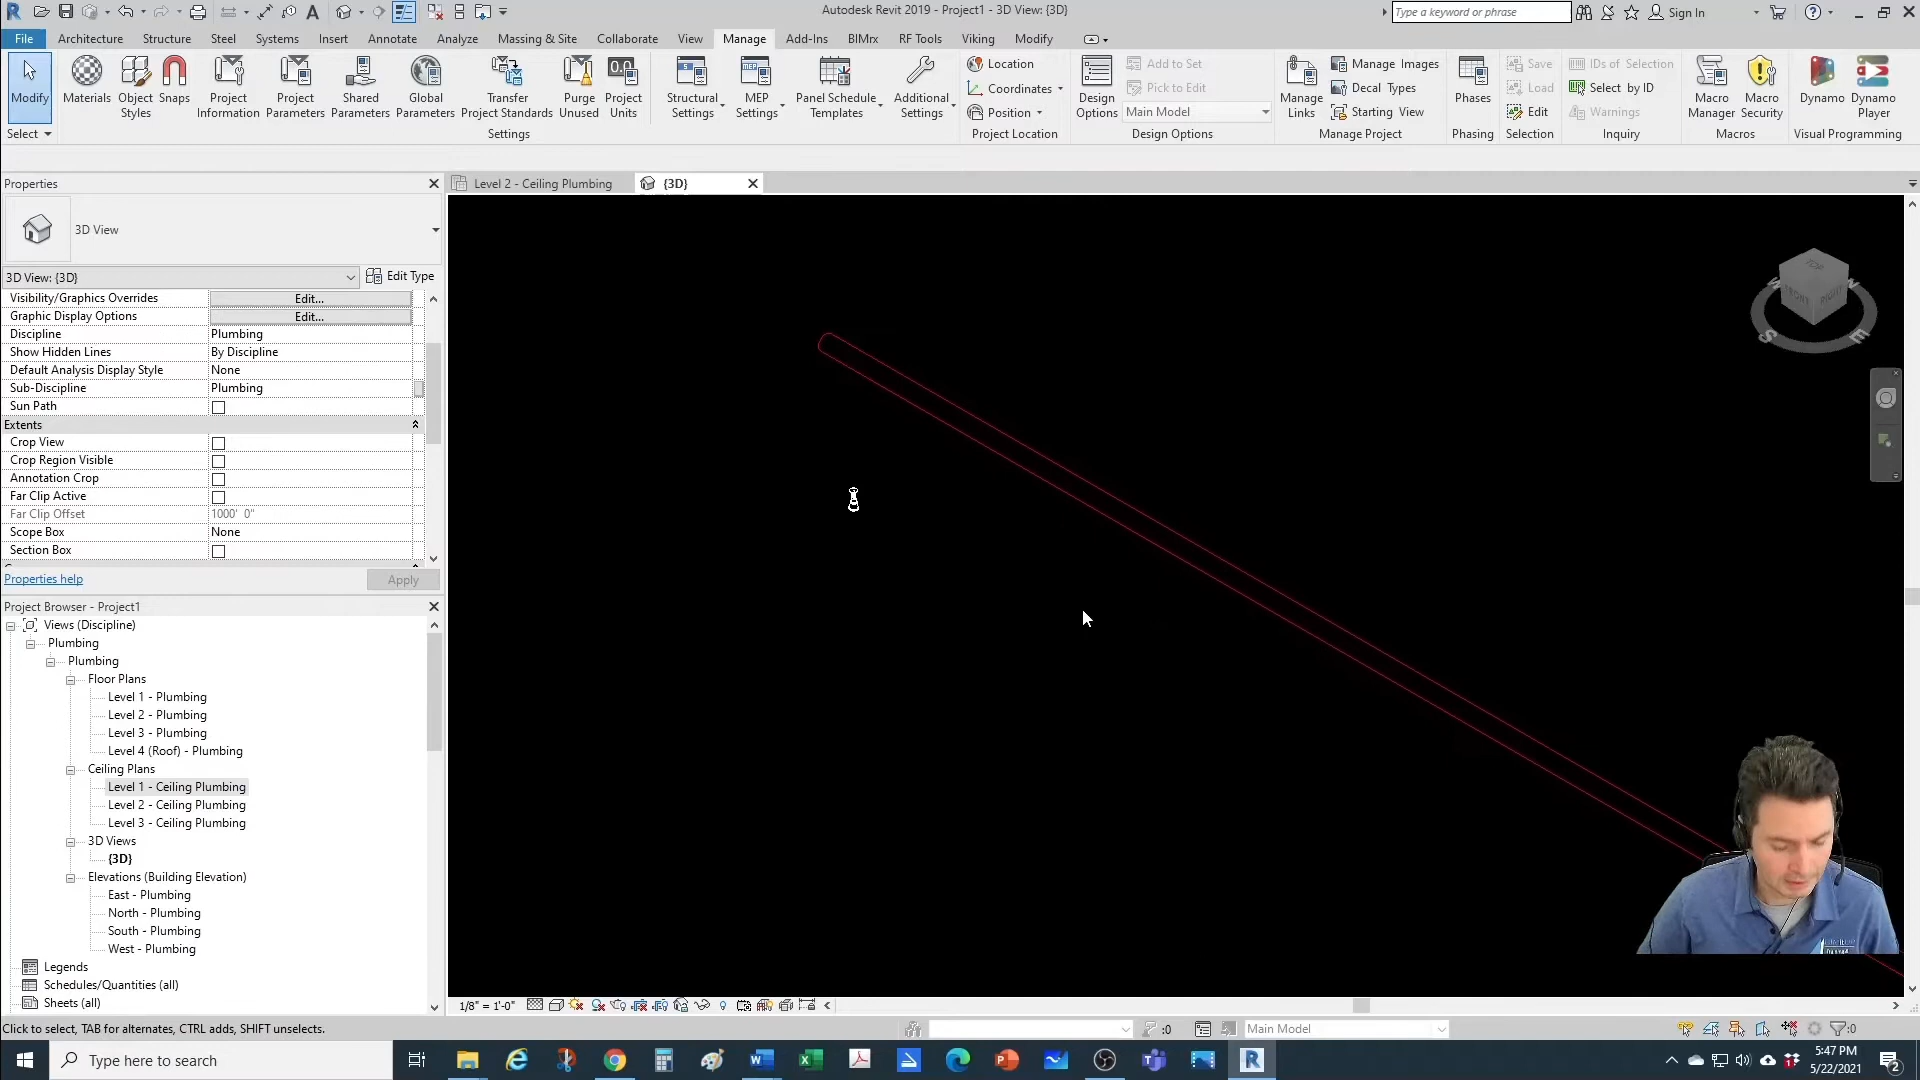 Autodesk Revit 2019 - Project1 - 3D View: {3D}
Type a keyword or phrase
Sign In
File Architecture Structure Steel Systems Insert Annotate Analyze Massing & Site Collaborate View Manage Add-Ins BIMrx RF Tools Viking Modify
Modify
Materials
Object Styles
Snaps
Project Information
Project Parameters
Shared Parameters
Global Parameters
Transfer Project Standards
Purge Unused
Project Units
Structural Settings
MEP Settings
Panel Schedule Templates
Additional Settings
Location
Coordinates
Position
Design Options
Add to Set
Pick to Edit
Main Model
Manage Links
Manage Images
Decal Types
Starting View
Phases
Save
Load
Edit
IDs of Selection
Select by ID
Warnings
Macro Manager
Macro Security
Dynamo
Dynamo Player
Select
Settings
Project Location
Design Options
Manage Project
Phasing
Selection
Inquiry
Macros
Visual Programming
Properties
Level 2 - Ceiling Plumbing
{3D}
3D View
3D View: {3D}
Edit Type
Visibility/Graphics Overrides Edit...
Graphic Display Options Edit...
Discipline Plumbing
Show Hidden Lines By Discipline
Default Analysis Display Style None
Sub-Discipline Plumbing
Sun Path
Extents
Crop View
Crop Region Visible
Annotation Crop
Far Clip Active
Far Clip Offset 1000' 0"
Scope Box None
Section Box
Properties help
Apply
TOP
FRONT
RIGHT
S
E
Project Browser - Project1
Views (Discipline)
Plumbing
Plumbing
Floor Plans
Level 1 - Plumbing
Level 2 - Plumbing
Level 3 - Plumbing
Level 4 (Roof) - Plumbing
Ceiling Plans
Level 1 - Ceiling Plumbing
Level 2 - Ceiling Plumbing
Level 3 - Ceiling Plumbing
3D Views
{3D}
Elevations (Building Elevation)
East - Plumbing
North - Plumbing
South - Plumbing
West - Plumbing
Legends
Schedules/Quantities (all)
Sheets (all)
1/8" = 1'-0"
Click to select, TAB for alternates, CTRL adds, SHIFT unselects.
:0
Main Model
:0
Type here to search
5:47 PM
5/22/2021
2